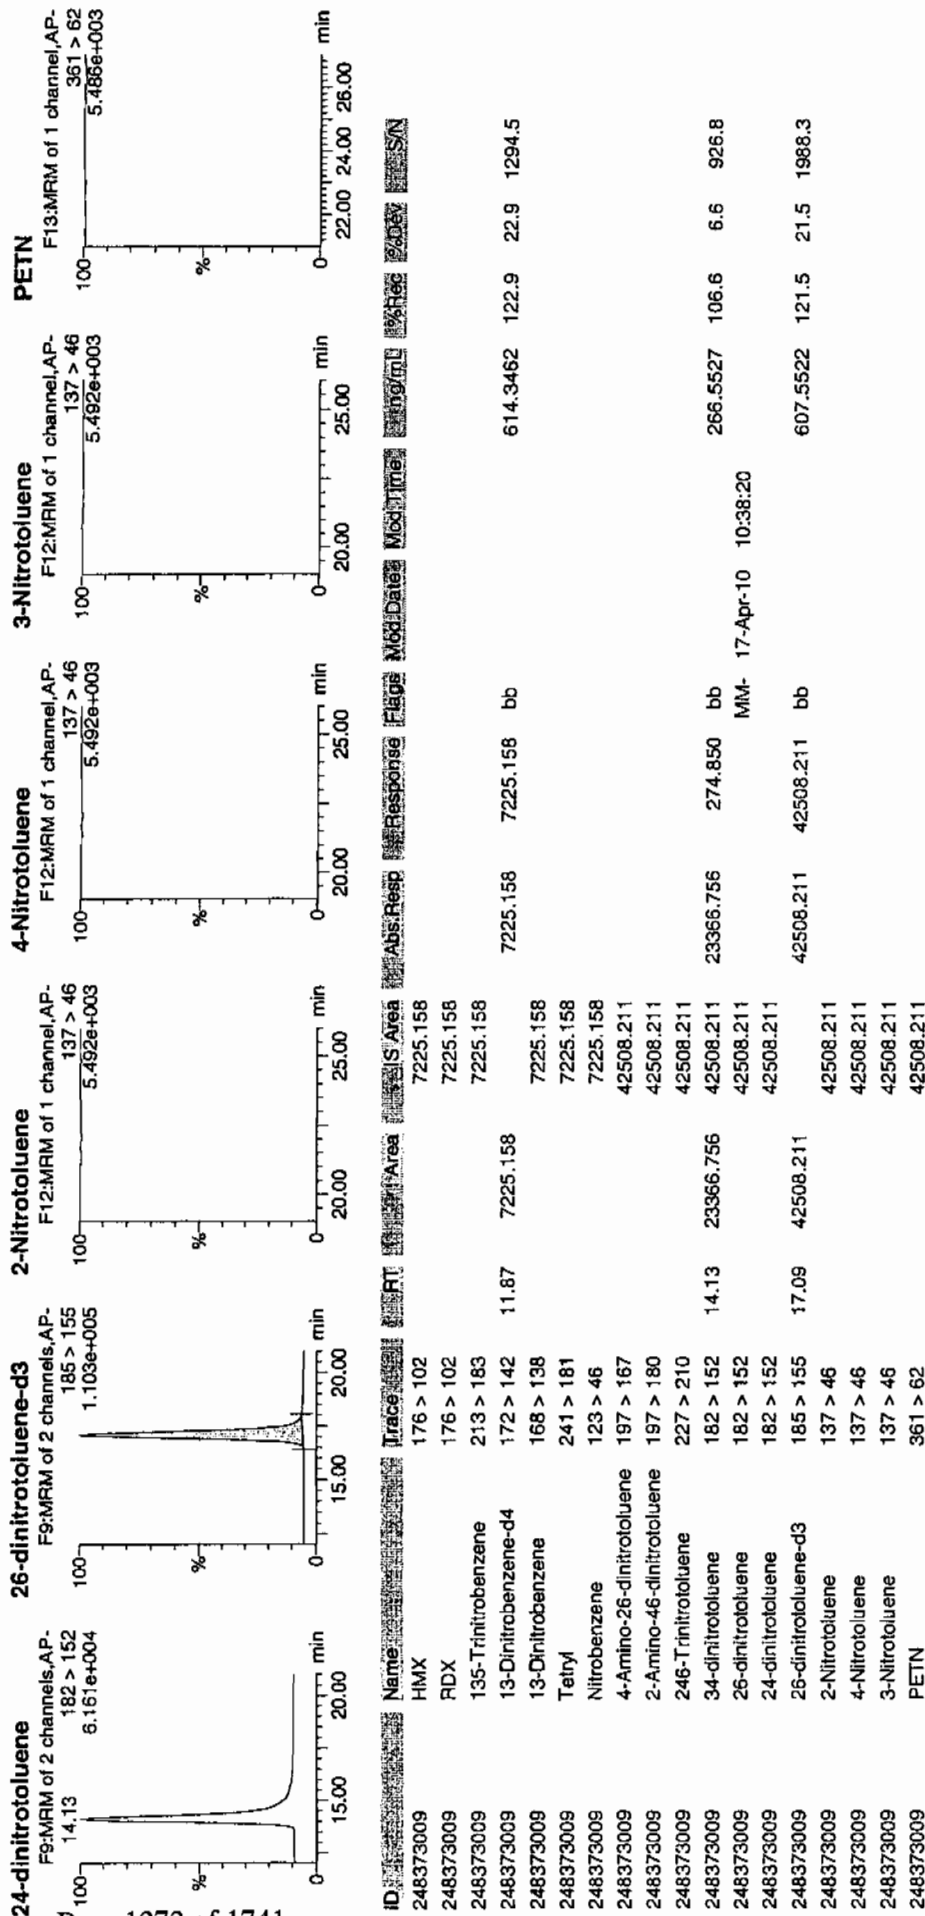 24-dinitrotoluene
F9:MRM of 2 channels,AP-
14.13 182 > 152
6.161e+004
100
%
0
15.00 20.00 min
26-dinitrotoluene-d3
F9:MRM of 2 channels,AP-
185 > 155
1.103e+005
100
%
0
15.00 20.00 min
2-Nitrotoluene
F12:MRM of 1 channel,AP-
137 > 46
5.492e+003
100
%
0
20.00 25.00 min
4-Nitrotoluene
F12:MRM of 1 channel,AP-
137 > 46
5.492e+003
100
%
0
20.00 25.00 min
3-Nitrotoluene
F12:MRM of 1 channel,AP-
137 > 46
5.492e+003
100
%
0
20.00 25.00 min
PETN
F13:MRM of 1 channel,AP-
361 > 62
5.486e+003
100
%
0
22.00 24.00 26.00 min
ID Name Trace RT Area IS Area Abs.Resp Response Flags Mod.Date Mod.Time ng/mL %Rec %Dev S/N
248373009 HMX 176 > 102 7225.158
248373009 RDX 176 > 102 7225.158
248373009 135-Trinitrobenzene 213 > 183 7225.158
248373009 13-Dinitrobenzene-d4 172 > 142 11.87 7225.158 7225.158 7225.158 bb 614.3462 122.9 22.9 1294.5
248373009 13-Dinitrobenzene 168 > 138 7225.158
248373009 Tetryl 241 > 181 7225.158
248373009 Nitrobenzene 123 > 46 7225.158
248373009 4-Amino-26-dinitrotoluene 197 > 167 42508.211
248373009 2-Amino-46-dinitrotoluene 197 > 180 42508.211
248373009 246-Trinitrotoluene 227 > 210 42508.211
248373009 34-dinitrotoluene 182 > 152 14.13 23366.756 42508.211 23366.756 274.850 bb 266.5527 106.6 6.6 926.8
248373009 26-dinitrotoluene 182 > 152 42508.211 MM- 17-Apr-10 10:38:20
248373009 24-dinitrotoluene 182 > 152 42508.211
248373009 26-dinitrotoluene-d3 185 > 155 17.09 42508.211 42508.211 42508.211 bb 607.5522 121.5 21.5 1988.3
248373009 2-Nitrotoluene 137 > 46 42508.211
248373009 4-Nitrotoluene 137 > 46 42508.211
248373009 3-Nitrotoluene 137 > 46 42508.211
248373009 PETN 361 > 62 42508.211